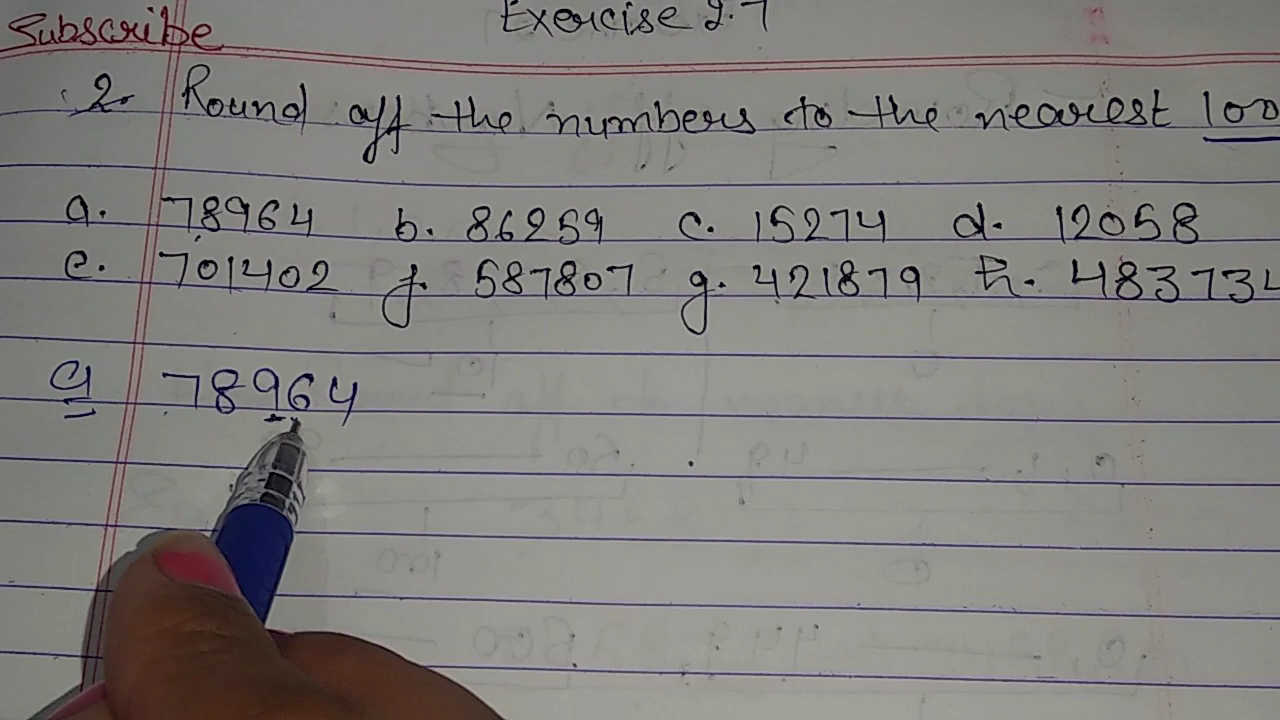 Subscribe Exercise 2.7
2. Round off the numbers to the nearest 100
a. 78964 b. 86259 c. 15274 d. 12058
e. 701402 f. 587807 g. 421879 h. 483734
a 78964